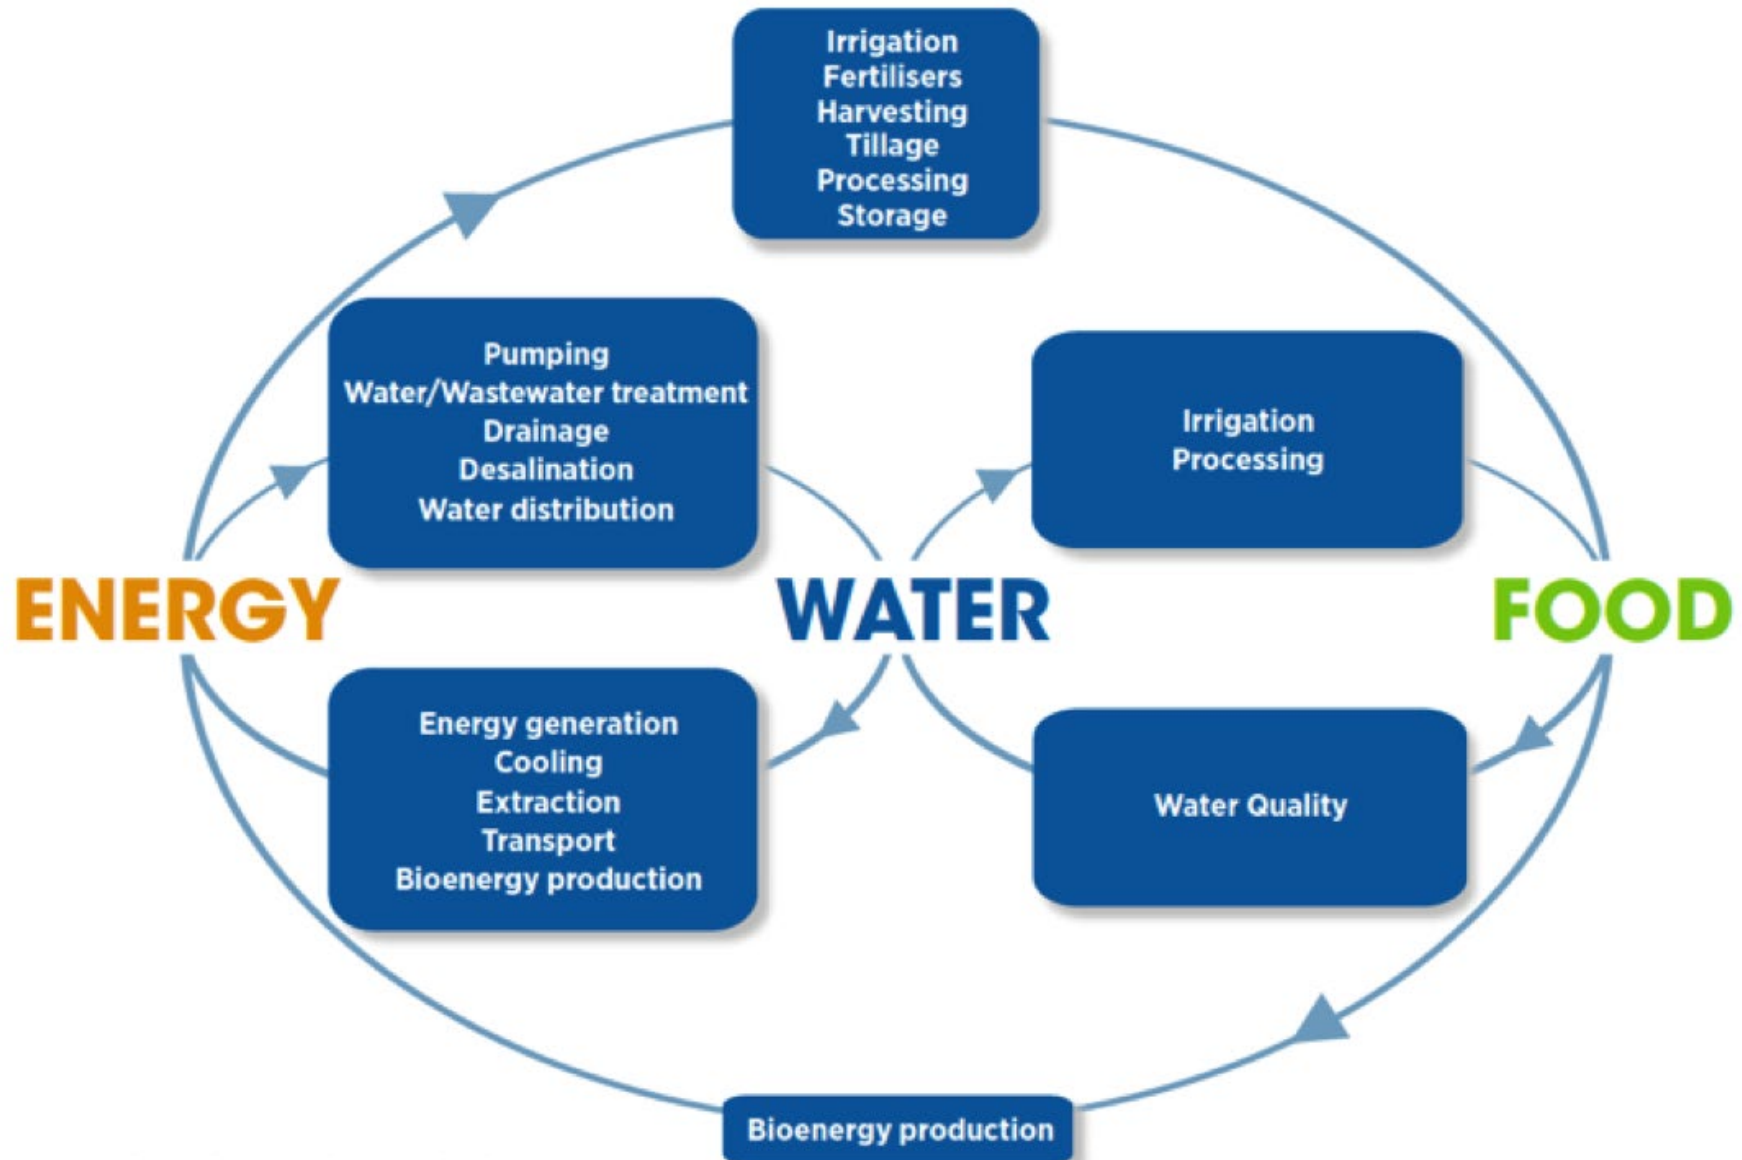 Irrigation
Fertilisers
Harvesting
Tillage
Processing
Storage
Pumping
Water/Wastewater treatment
Drainage
Desalination
Water distribution
Irrigation
Processing
ENERGY
WATER
FOOD
Energy generation
Cooling
Extraction
Transport
Bioenergy production
Water Quality
Bioenergy production